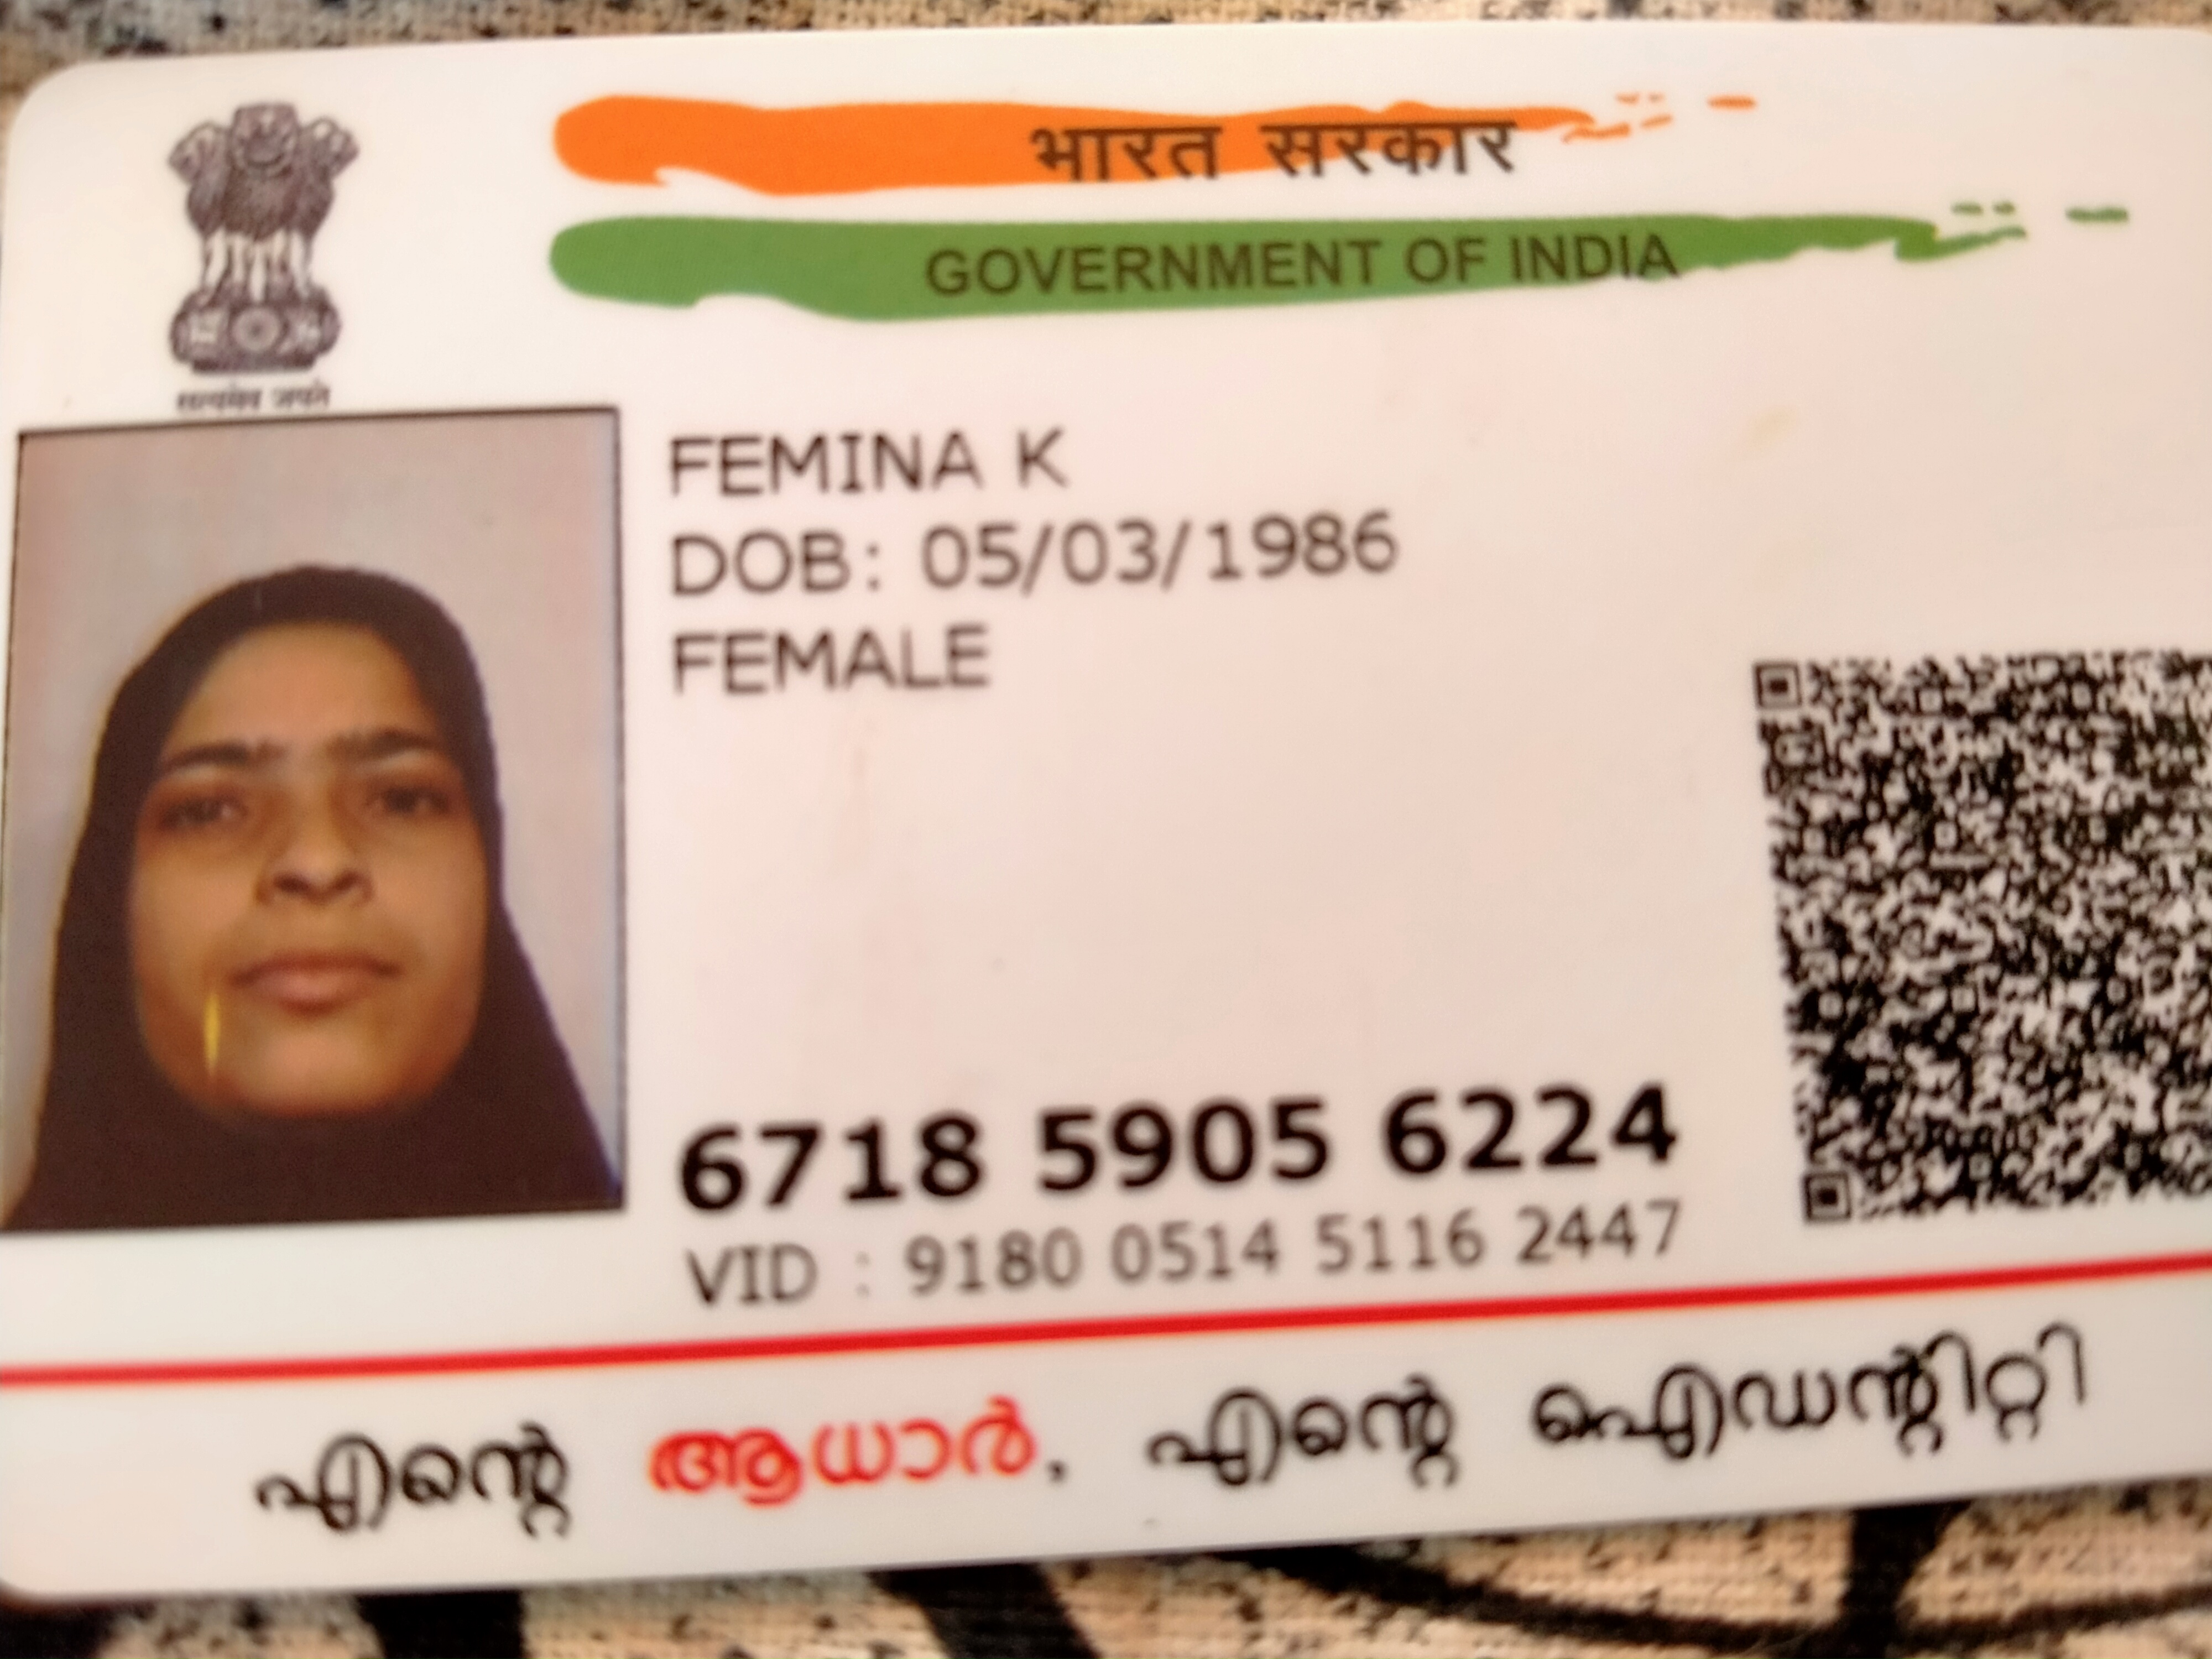 भारत सरकार
GOVERNMENT OF INDIA
सत्यमेव जयते
FEMINA K
DOB: 05/03/1986
FEMALE
6718 5905 6224
VID : 9180 0514 5116 2447
എന്റെ ആധാർ, എന്റെ ഐഡന്റിറ്റി